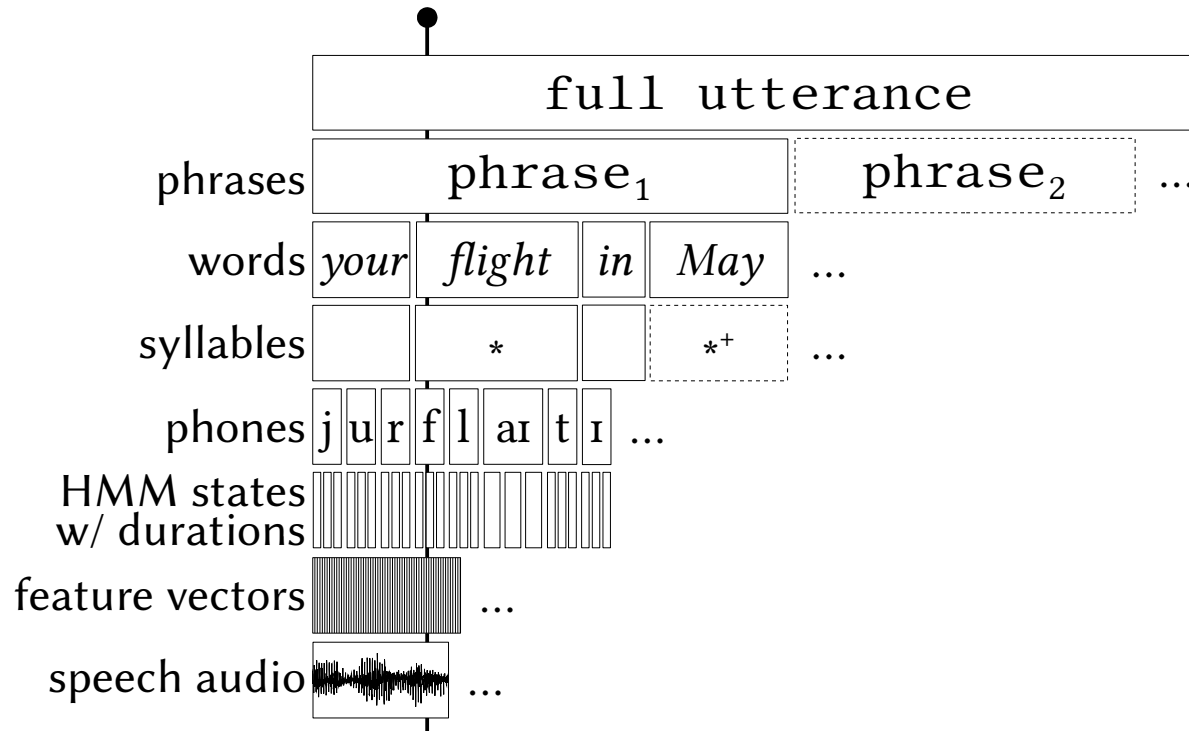 full utterance
phrases phrase₁ phrase₂ ...
words your flight in May ...
syllables * *⁺ ...
phones j u r f l aɪ t ɪ ...
HMM states
w/ durations
feature vectors ...
speech audio ...